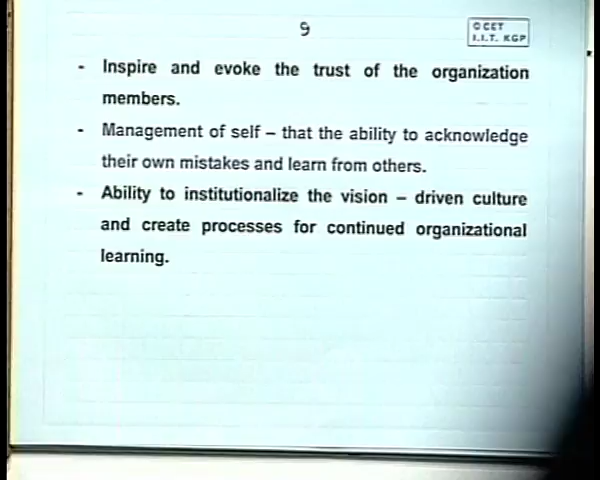 9
© CET
I.I.T. KGP
- Inspire and evoke the trust of the organization
members.
- Management of self – that the ability to acknowledge
their own mistakes and learn from others.
- Ability to institutionalize the vision – driven culture
and create processes for continued organizational
learning.